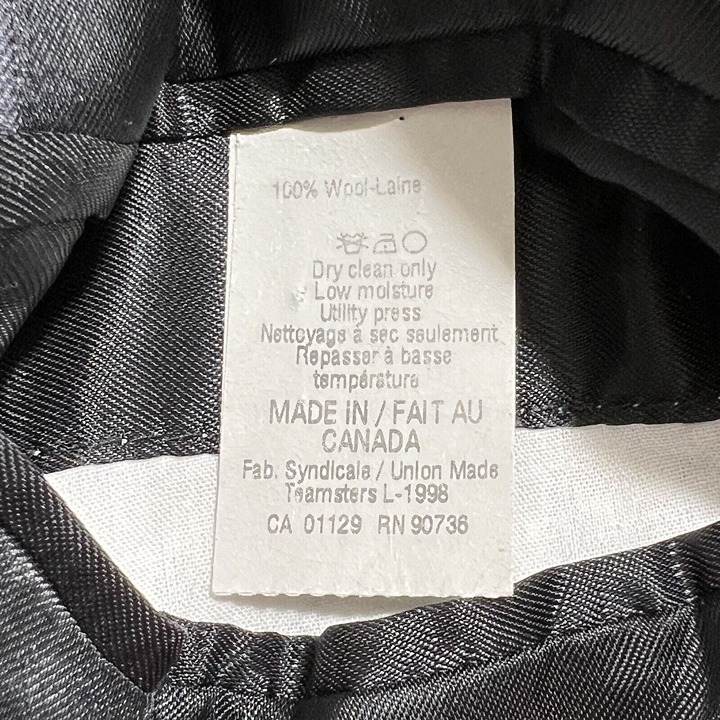 100% Wool-Laine
Dry clean only
Low moisture
Utility press
Nettoyage à sec seulement
Repasser à basse
température
MADE IN / FAIT AU
CANADA
Fab. Syndicale / Union Made
Teamsters L-1998
CA 01129 RN 90736